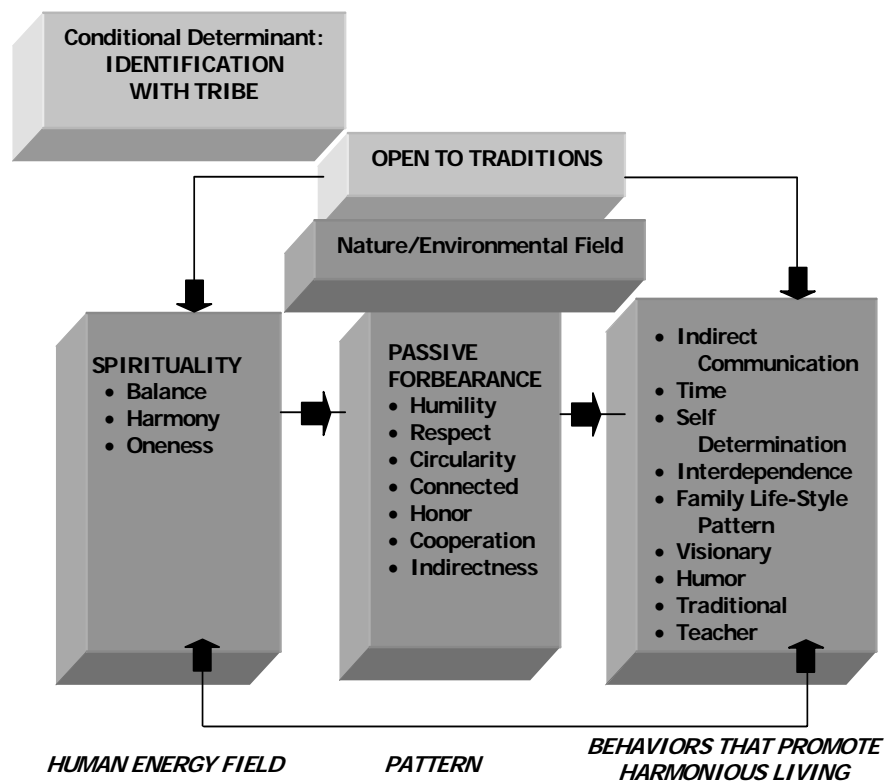 Conditional Determinant:
IDENTIFICATION
WITH TRIBE
OPEN TO TRADITIONS
Nature/Environmental Field
SPIRITUALITY
• Balance
• Harmony
• Oneness
PASSIVE
FORBEARANCE
• Humility
• Respect
• Circularity
• Connected
• Honor
• Cooperation
• Indirectness
• Indirect
Communication
• Time
• Self
Determination
• Interdependence
• Family Life-Style
Pattern
• Visionary
• Humor
• Traditional
• Teacher
HUMAN ENERGY FIELD
PATTERN
BEHAVIORS THAT PROMOTE
HARMONIOUS LIVING